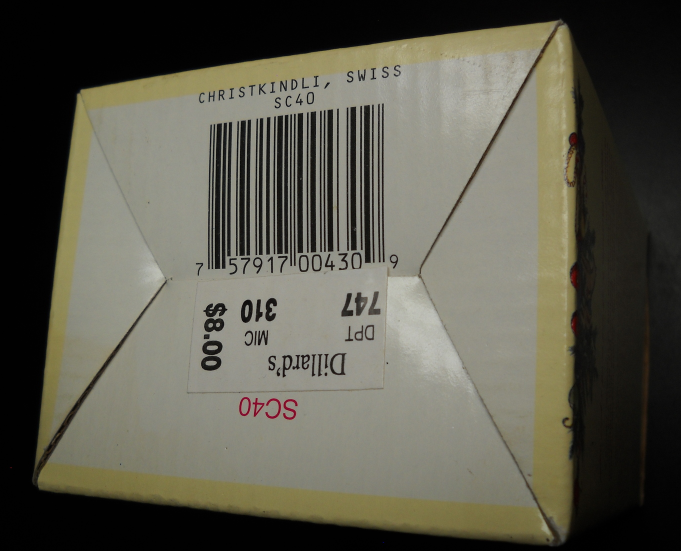 CHRISTKINDLI, SWISS
SC40
7 57917 00430 9
Dillard's
DPT MIC
747 310 $8.00
SC40